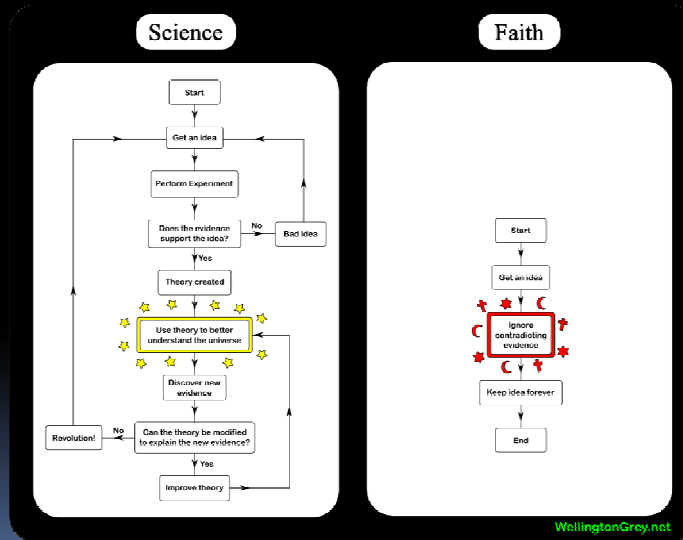 Science
Start
Get an idea
Perform Experiment
Does the evidence
support the idea?
No
Bad idea
Yes
Theory created
Use theory to better
understand the universe
Discover new
evidence
Can the theory be modified
to explain the new evidence?
No
Revolution!
Yes
Improve theory
Faith
Start
Get an idea
Ignore
contradicting
evidence
Keep idea forever
End
WellingtonGrey.net